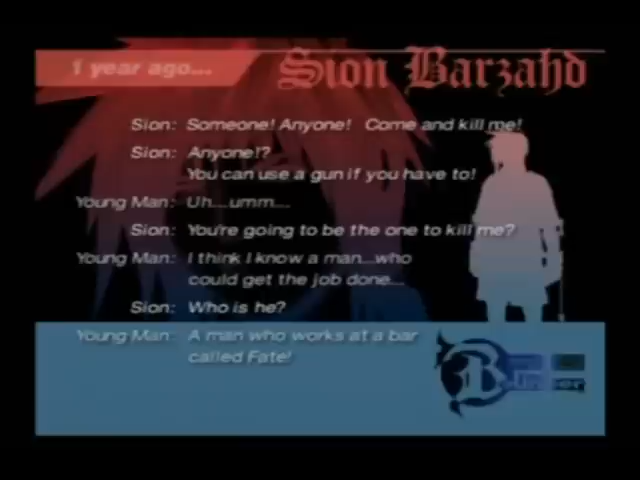 1 year ago...
Sion Barzahd
Sion: Someone! Anyone! Come and kill me!
Sion: Anyone!?
You can use a gun if you have to!
Young Man: Uh....umm....
Sion: You're going to be the one to kill me?
Young Man: I think I know a man...who
could get the job done...
Sion: Who is he?
Young Man: A man who works at a bar
called Fate!